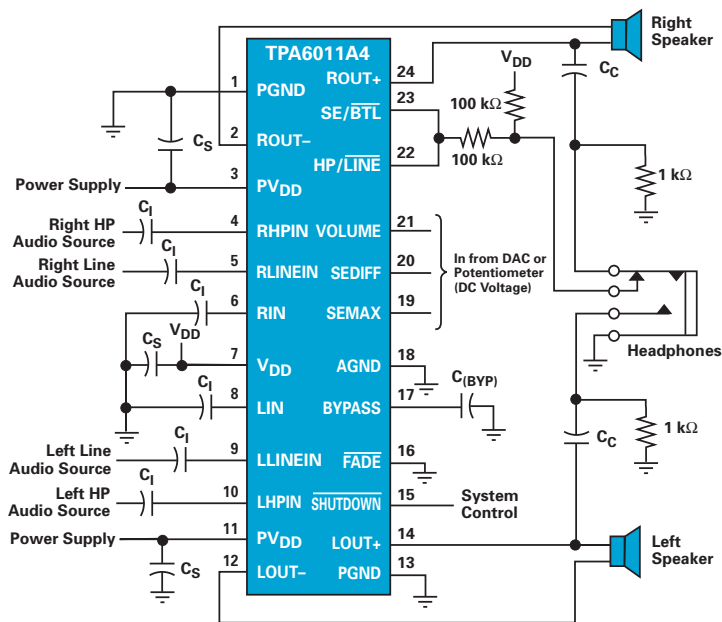 Right
Speaker
TPA6011A4
VDD
CC
1
PGND
ROUT+
24
23
100 kΩ
SE/BTL
CS
2
ROUT–
HP/LINE
22
100 kΩ
1 kΩ
Power Supply
3
PVDD
CI
Right HP
Audio Source
4
RHPIN
VOLUME
21
CI
Right Line
Audio Source
5
RLINEIN
SEDIFF
20
In from DAC or
Potentiometer
(DC Voltage)
CI
6
RIN
SEMAX
19
CS
VDD
7
VDD
AGND
18
Headphones
CI
8
LIN
BYPASS
17
C(BYP)
Left Line
Audio Source
CI
9
LLINEIN
FADE
16
CC
1 kΩ
Left HP
Audio Source
CI
10
LHPIN
SHUTDOWN
15
System
Control
Power Supply
11
PVDD
LOUT+
14
CS
12
LOUT–
PGND
13
Left
Speaker